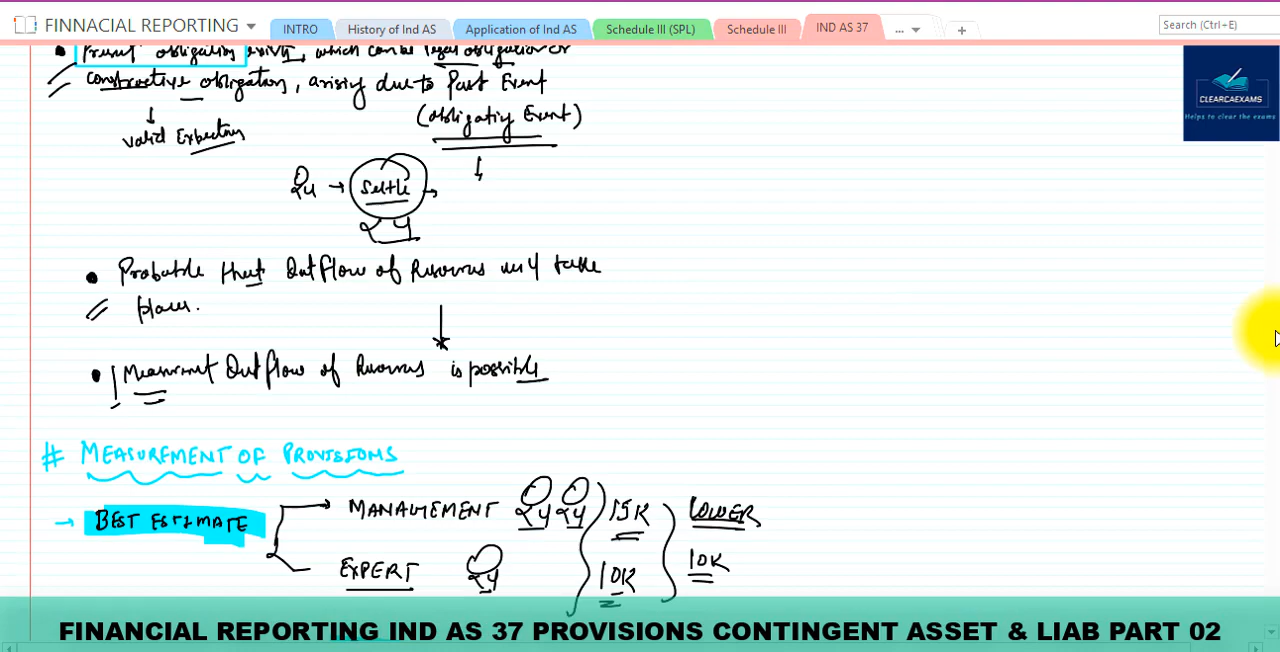 FINNACIAL REPORTING
INTRO
History of Ind AS
Application of Ind AS
Schedule III (SPL)
Schedule III
IND AS 37
...
+
Search (Ctrl+E)
CLEARCAEXAMS
Helps to clear the exams
Present obligation exists, which can be legal obligation or
constructive obligation, arising due to Past Event
(obligating Event)
valid
Settle
Probable that Outflow of Resources will take
place.
Outflow of Resources is possible
# MEASUREMENT OF PROVISIONS
BEST ESTIMATE
MANAGEMENT 15K LOWER
EXPERT 10K 10K
FINANCIAL REPORTING IND AS 37 PROVISIONS CONTINGENT ASSET & LIAB PART 02